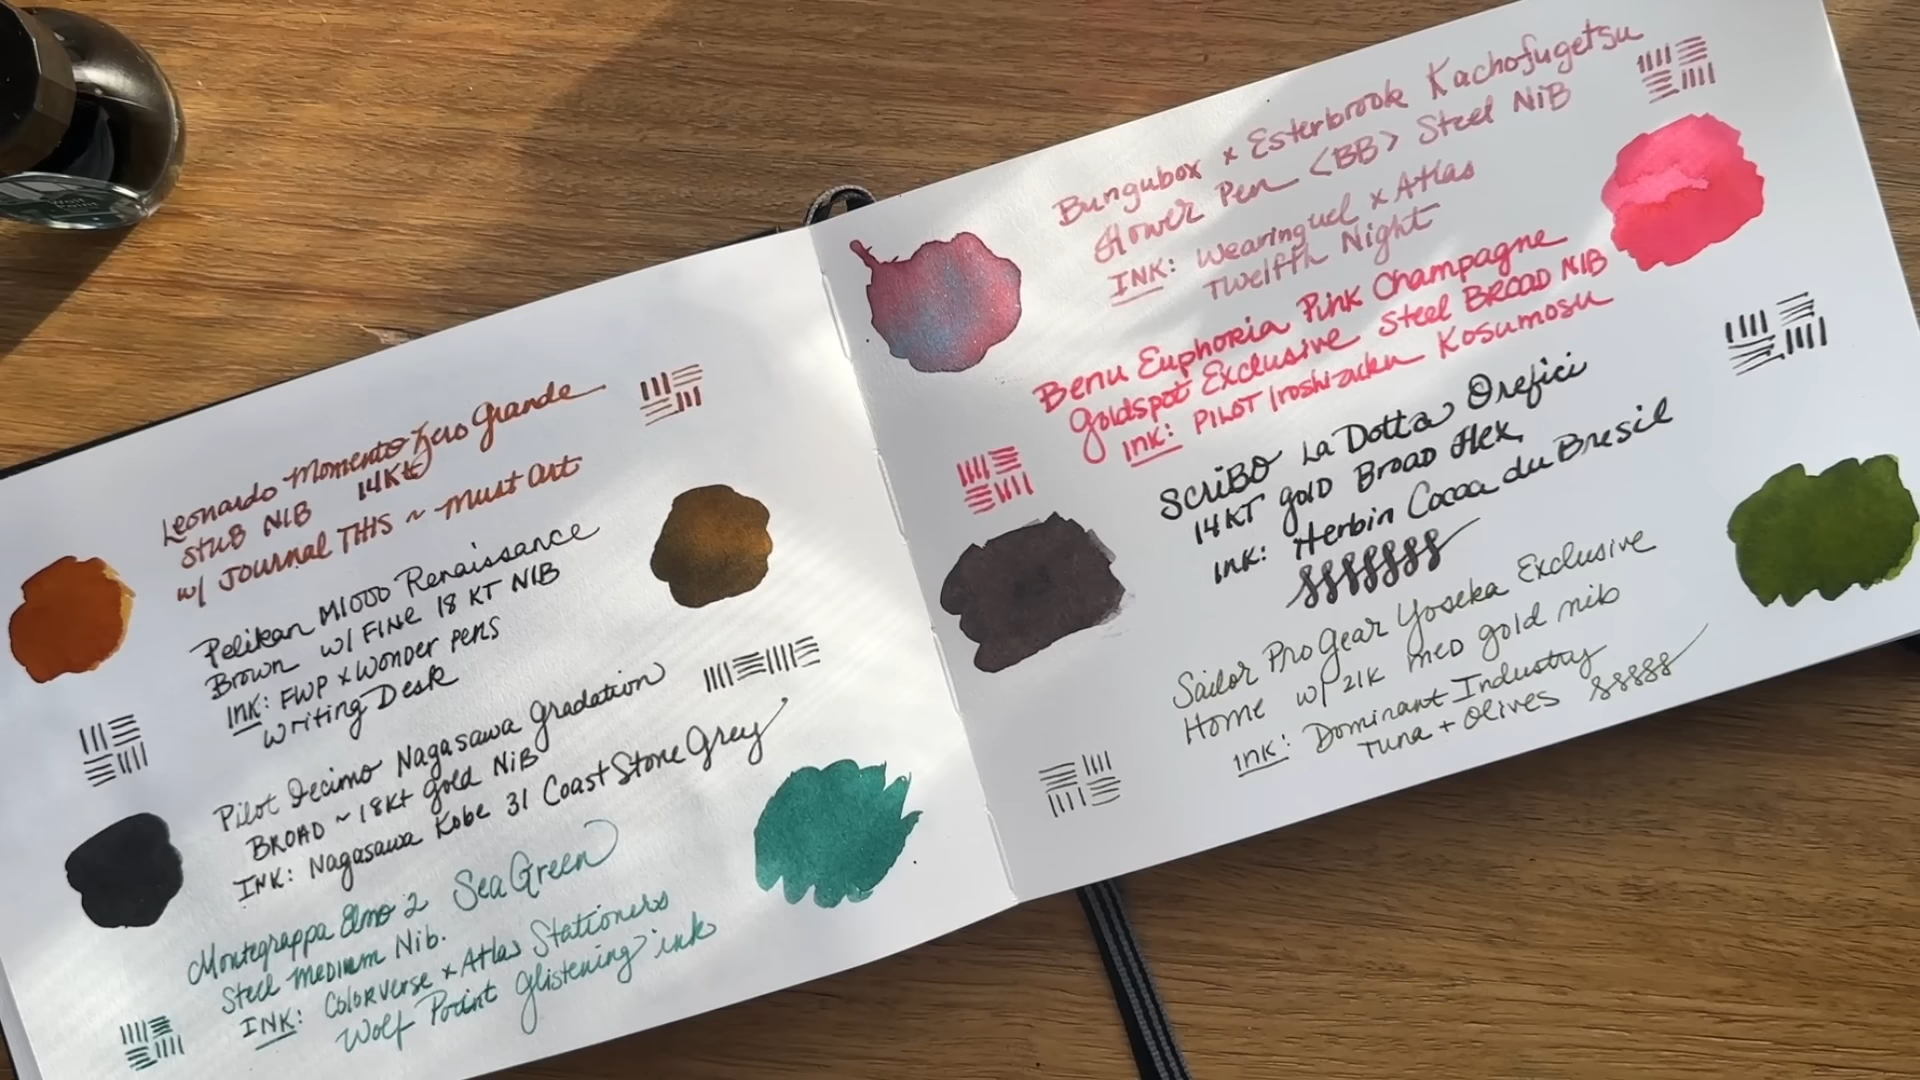 Wolf
Point
Leonardo Momento Zero Grande
Stub NIB 14Kt
w/ Journal THIS ~ Must Art
Pelikan M1000 Renaissance
Brown w/ FINE 18 KT NIB
INK: FWP x Wonder Pens
Writing Desk
Pilot Decimo Nagasawa Gradation
BROAD ~ 18Kt gold NIB
INK: Nagasawa Kobe 31 Coast Stone Grey
Montegrappa Elmo 2 Sea Green
Steel Medium Nib.
INK: Colorverse x Atlas Stationers
Wolf Point glistening ink
Bungubox x Esterbrook Kachofugetsu
Flower Pen <BB> Steel NIB
INK: Wearingeul x Atlas
Twelfth Night
Benu Euphoria Pink Champagne
Goldspot Exclusive Steel BROAD NIB
INK: PILOT Iroshizuku Kosumosu
SCRIBO La Dotta Orefici
14KT gold Broad Flex
INK: Herbin Cacao du Bresil
Sailor Pro Gear Yoseka Exclusive
Home w/ 21K med gold nib
INK: Dominant Industry
Tuna + Olives